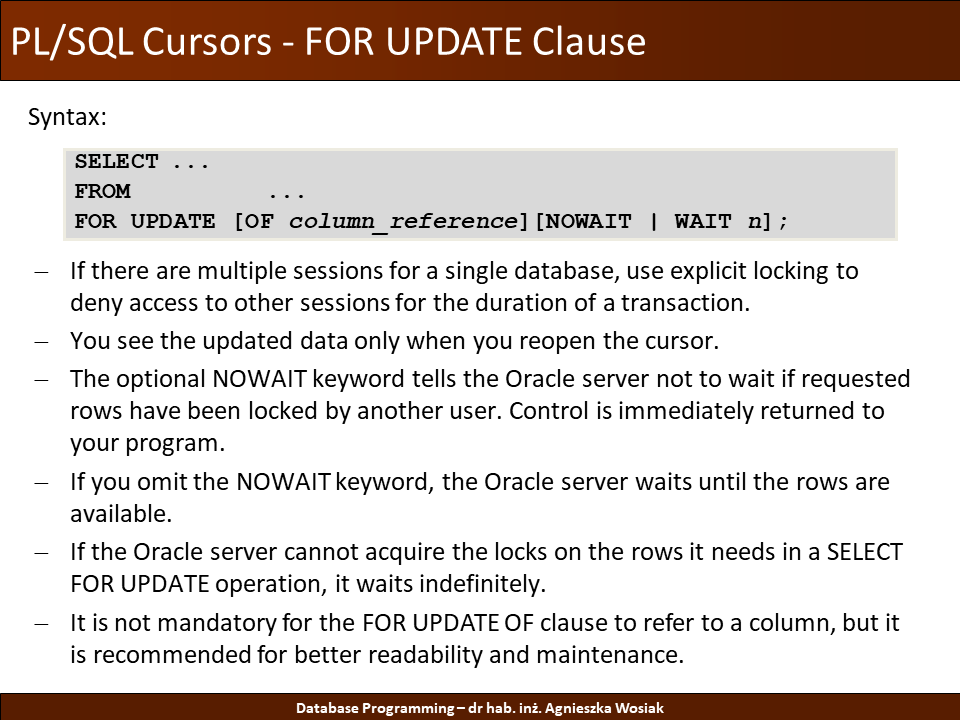 PL/SQL Cursors - FOR UPDATE Clause
Syntax:
SELECT ...
FROM ...
FOR UPDATE [OF column_reference][NOWAIT | WAIT n];
– If there are multiple sessions for a single database, use explicit locking to
deny access to other sessions for the duration of a transaction.
– You see the updated data only when you reopen the cursor.
– The optional NOWAIT keyword tells the Oracle server not to wait if requested
rows have been locked by another user. Control is immediately returned to
your program.
– If you omit the NOWAIT keyword, the Oracle server waits until the rows are
available.
– If the Oracle server cannot acquire the locks on the rows it needs in a SELECT
FOR UPDATE operation, it waits indefinitely.
– It is not mandatory for the FOR UPDATE OF clause to refer to a column, but it
is recommended for better readability and maintenance.
Database Programming – dr hab. inż. Agnieszka Wosiak